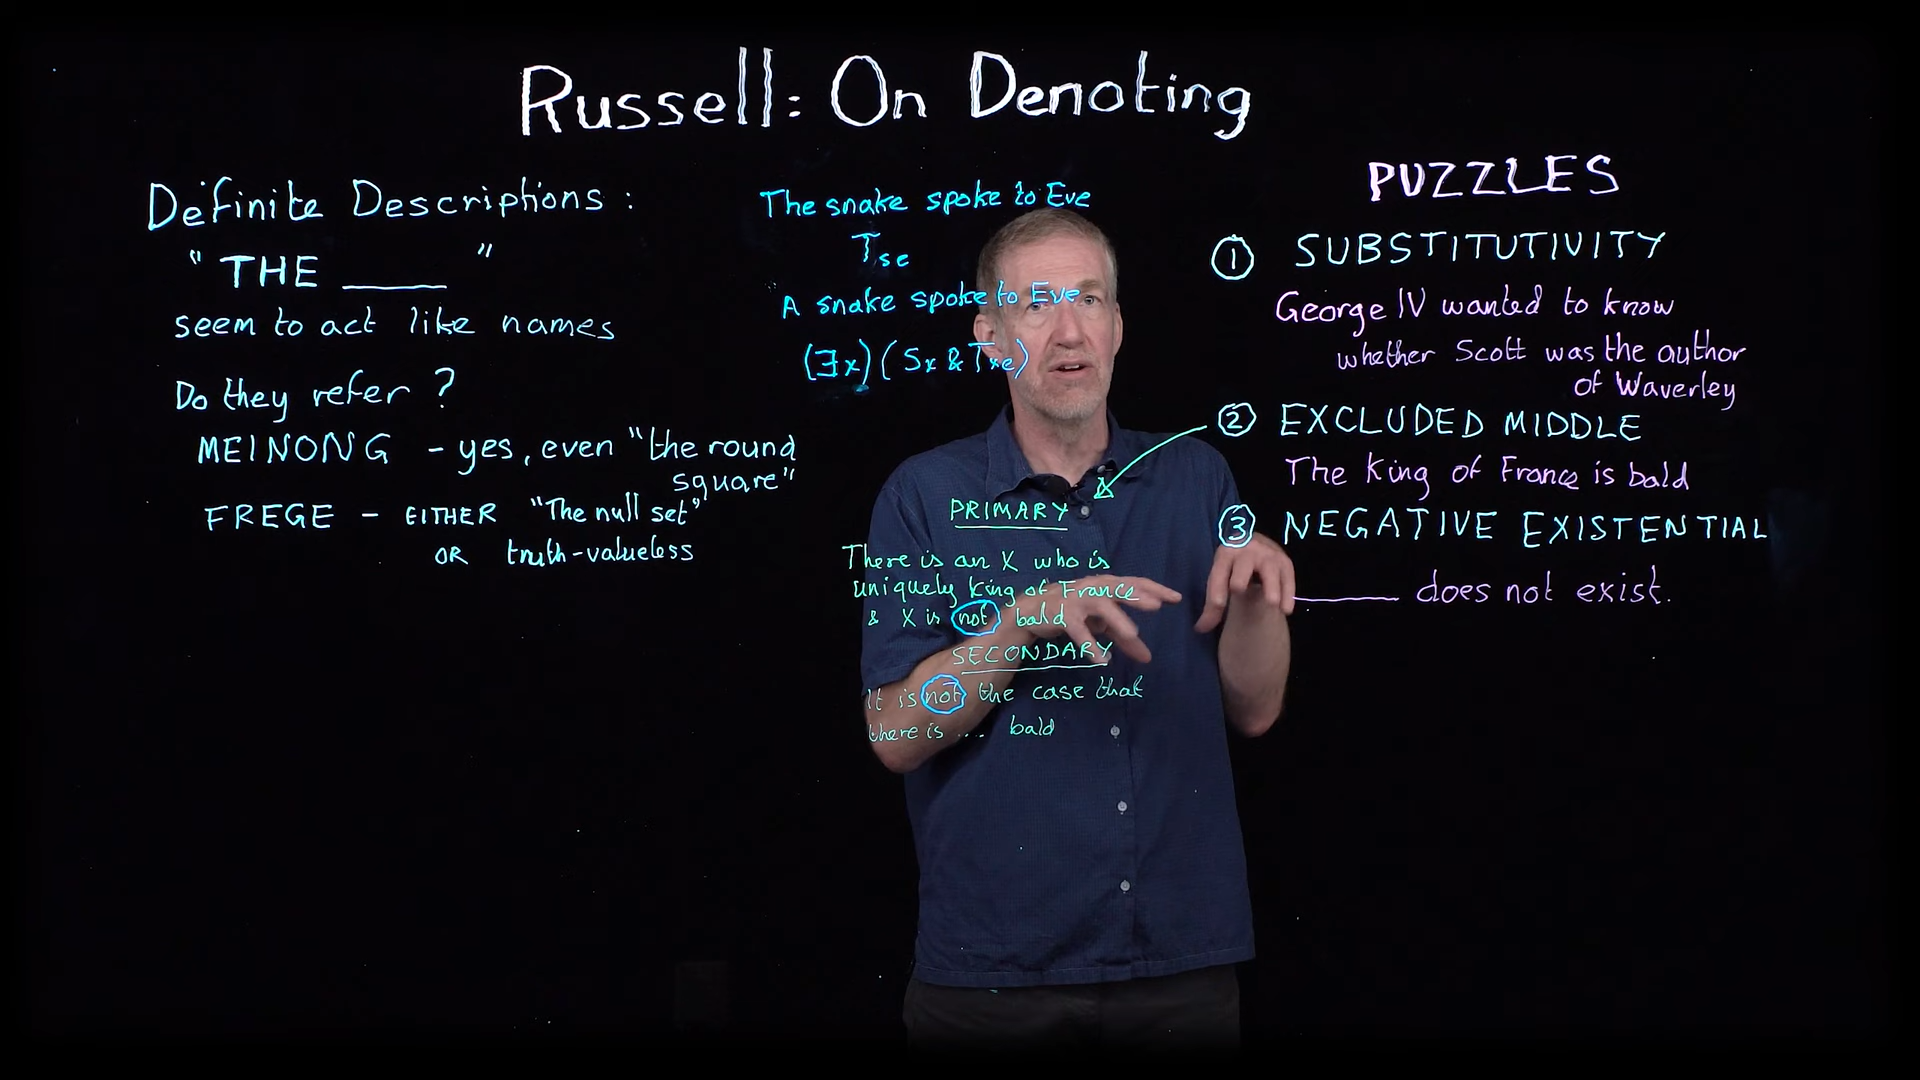 Russell: On Denoting
Definite Descriptions :
"THE ______"
seem to act like names
Do they refer ?
MEINONG - yes, even "the round
square"
FREGE - EITHER "The null set"
OR truth-valueless
The snake spoke to Eve
Tse
A snake spoke to Eve
(∃x)(Sx & Txe)
PRIMARY
There is an X who is
uniquely King of France
& X is not bald
SECONDARY
It is not the case that
there is .... bald
PUZZLES
① SUBSTITUTIVITY
George IV wanted to know
whether Scott was the author
of Waverley
② EXCLUDED MIDDLE
The King of France is bald
③ NEGATIVE EXISTENTIAL
______ does not exist.